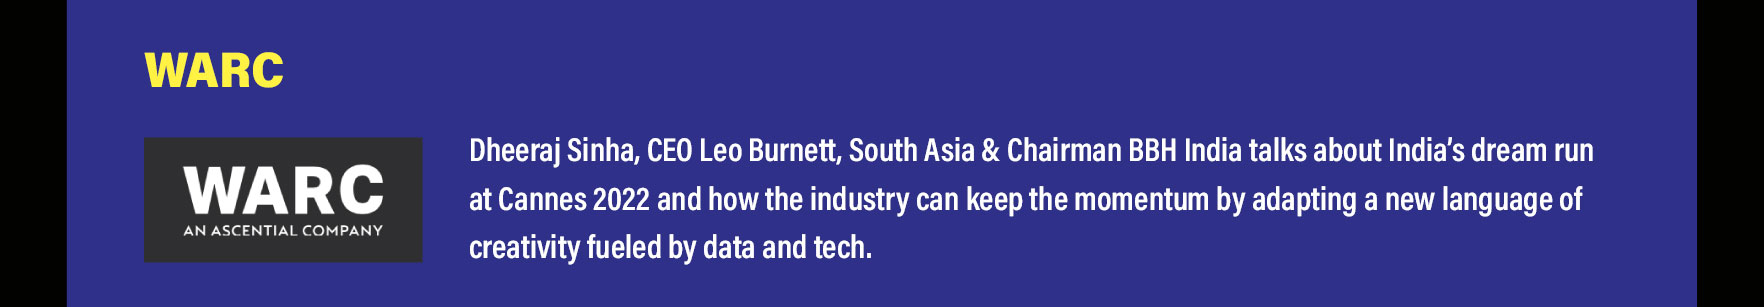 WARC
WARC
AN ASCENTIAL COMPANY
Dheeraj Sinha, CEO Leo Burnett, South Asia & Chairman BBH India talks about India’s dream run
at Cannes 2022 and how the industry can keep the momentum by adapting a new language of
creativity fueled by data and tech.